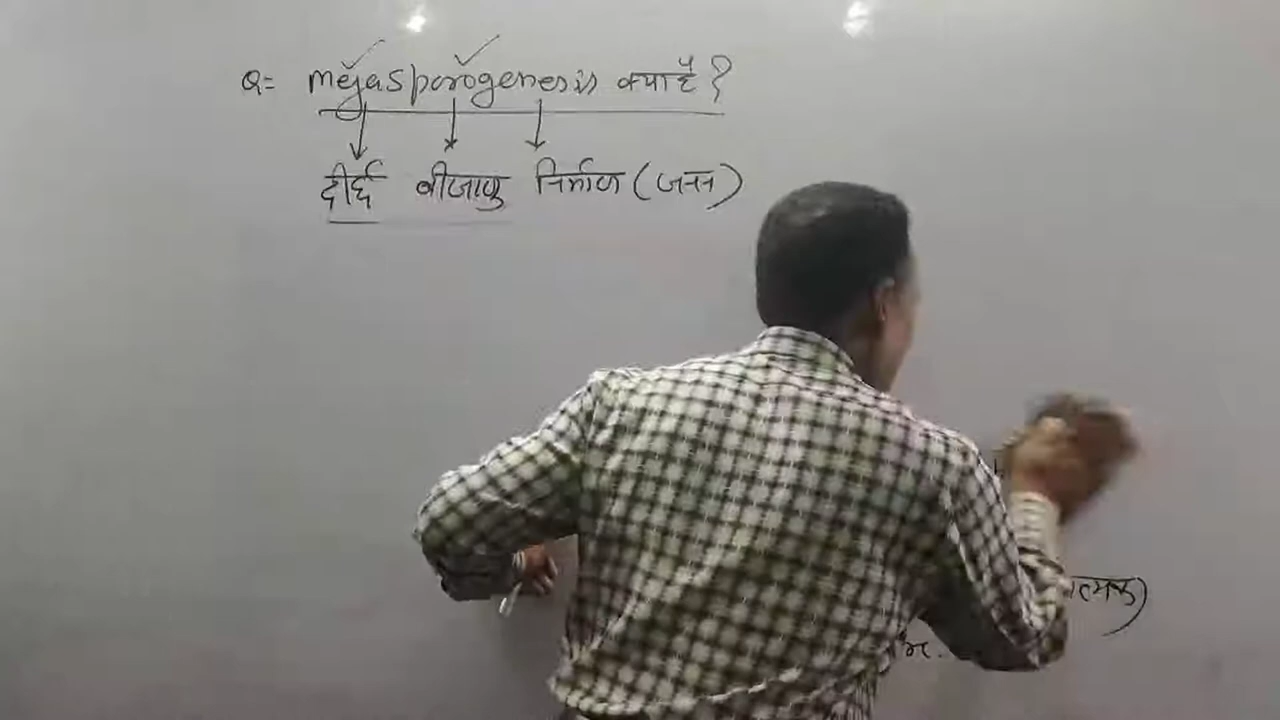 Q= megasporogenesis क्या है?
दीर्घ बीजाणु निर्माण (जनन)